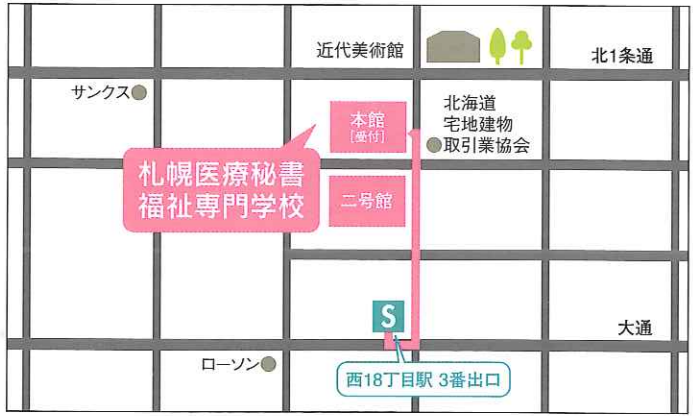 近代美術館
北1条通
サンクス
本館
[受付]
北海道
宅地建物
取引業協会
札幌医療秘書
福祉専門学校
二号館
S
大通
ローソン
西18丁目駅 3番出口